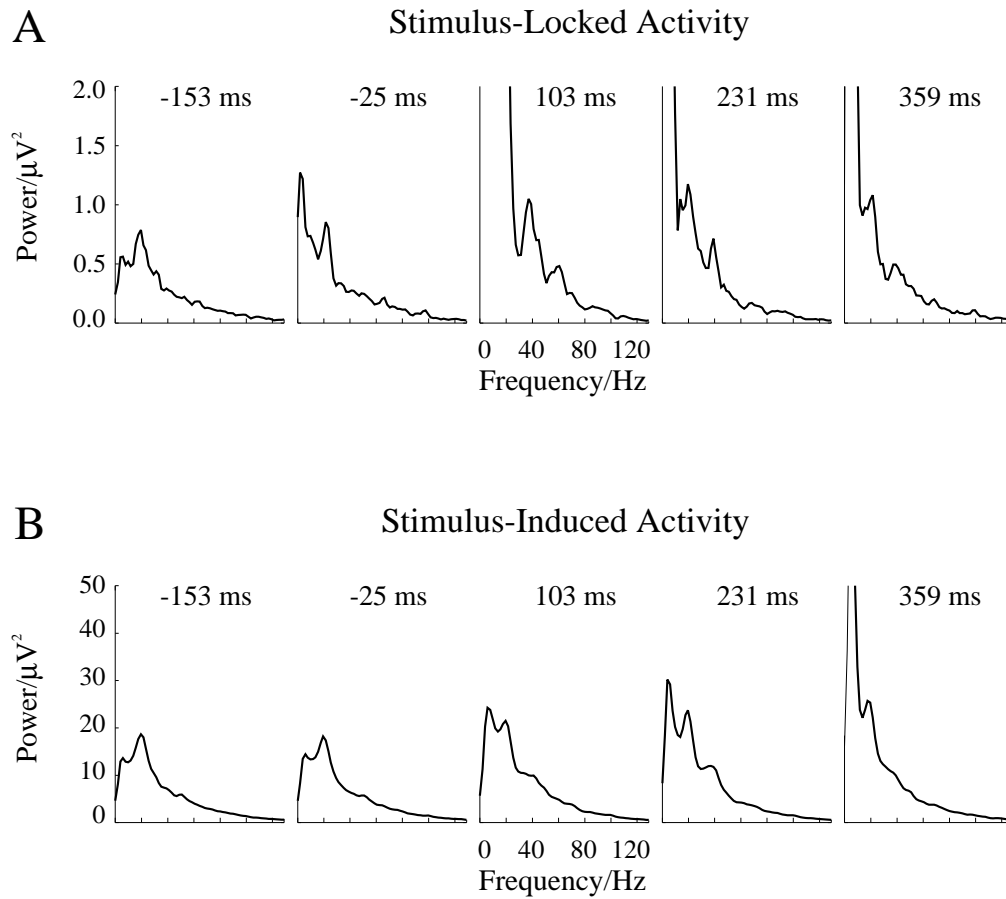 A
Stimulus-Locked Activity
-153 ms
-25 ms
103 ms
231 ms
359 ms
2.0
1.5
1.0
0.5
0.0
Power/μV²
0 40 80 120
Frequency/Hz
B
Stimulus-Induced Activity
-153 ms
-25 ms
103 ms
231 ms
359 ms
50
40
30
20
10
0
Power/μV²
0 40 80 120
Frequency/Hz